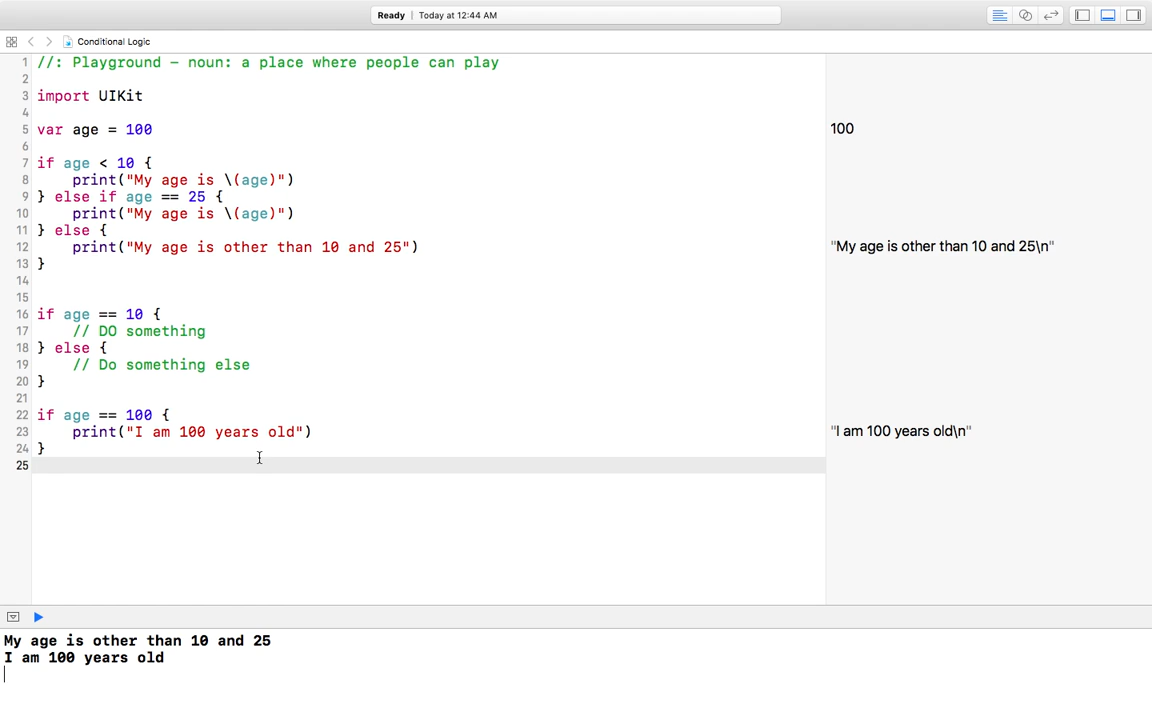 Ready | Today at 12:44 AM
Conditional Logic
1 //: Playground – noun: a place where people can play
2
3 import UIKit
4
5 var age = 100
100
6
7 if age < 10 {
8 print("My age is \(age)")
9 } else if age == 25 {
10 print("My age is \(age)")
11 } else {
12 print("My age is other than 10 and 25")
"My age is other than 10 and 25\n"
13 }
14
15
16 if age == 10 {
17 // DO something
18 } else {
19 // Do something else
20 }
21
22 if age == 100 {
23 print("I am 100 years old")
"I am 100 years old\n"
24 }
25
My age is other than 10 and 25
I am 100 years old